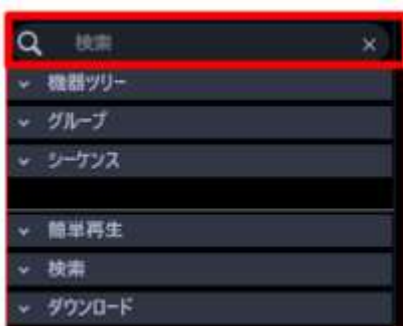 検索 ×
機器ツリー
グループ
シーケンス
簡単再生
検索
ダウンロード